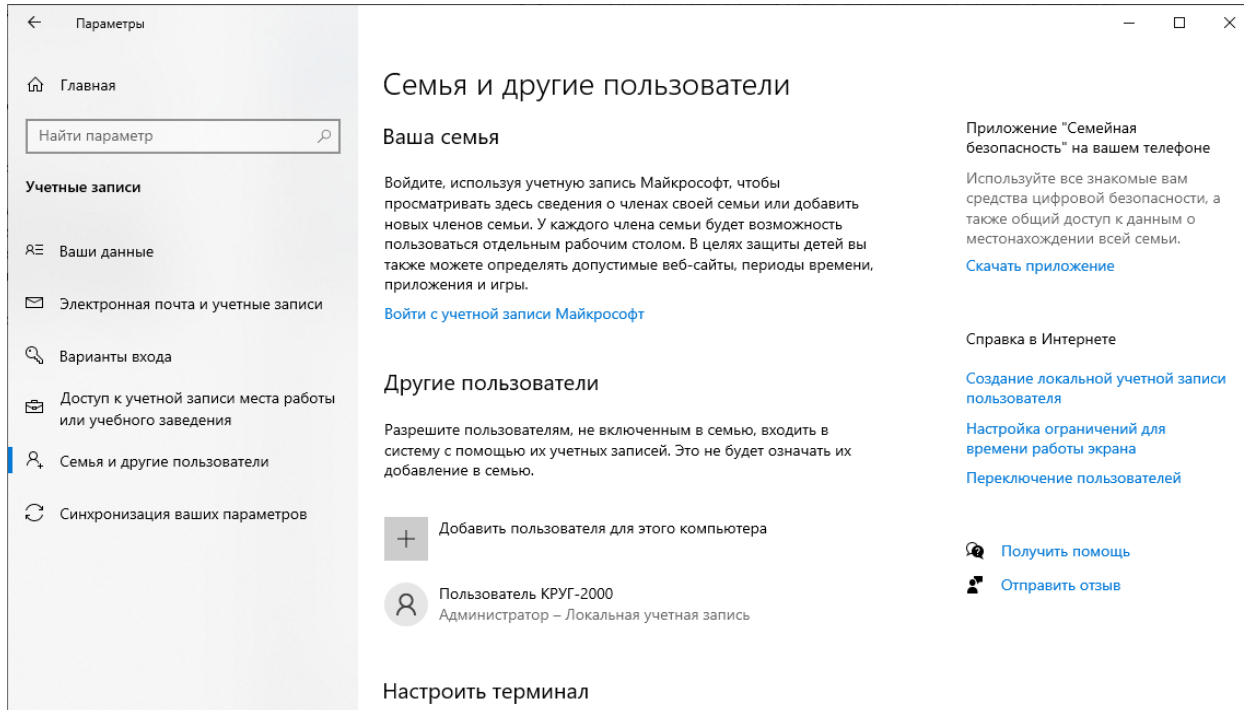 Параметры
Главная
Найти параметр
Учетные записи
Ваши данные
Электронная почта и учетные записи
Варианты входа
Доступ к учетной записи места работы
или учебного заведения
Семья и другие пользователи
Синхронизация ваших параметров
Семья и другие пользователи
Ваша семья
Войдите, используя учетную запись Майкрософт, чтобы
просматривать здесь сведения о членах своей семьи или добавить
новых членов семьи. У каждого члена семьи будет возможность
пользоваться отдельным рабочим столом. В целях защиты детей вы
также можете определять допустимые веб-сайты, периоды времени,
приложения и игры.
Войти с учетной записи Майкрософт
Другие пользователи
Разрешите пользователям, не включенным в семью, входить в
систему с помощью их учетных записей. Это не будет означать их
добавление в семью.
Добавить пользователя для этого компьютера
Пользователь КРУГ-2000
Администратор – Локальная учетная запись
Настроить терминал
Приложение "Семейная
безопасность" на вашем телефоне
Используйте все знакомые вам
средства цифровой безопасности, а
также общий доступ к данным о
местонахождении всей семьи.
Скачать приложение
Справка в Интернете
Создание локальной учетной записи
пользователя
Настройка ограничений для
времени работы экрана
Переключение пользователей
Получить помощь
Отправить отзыв